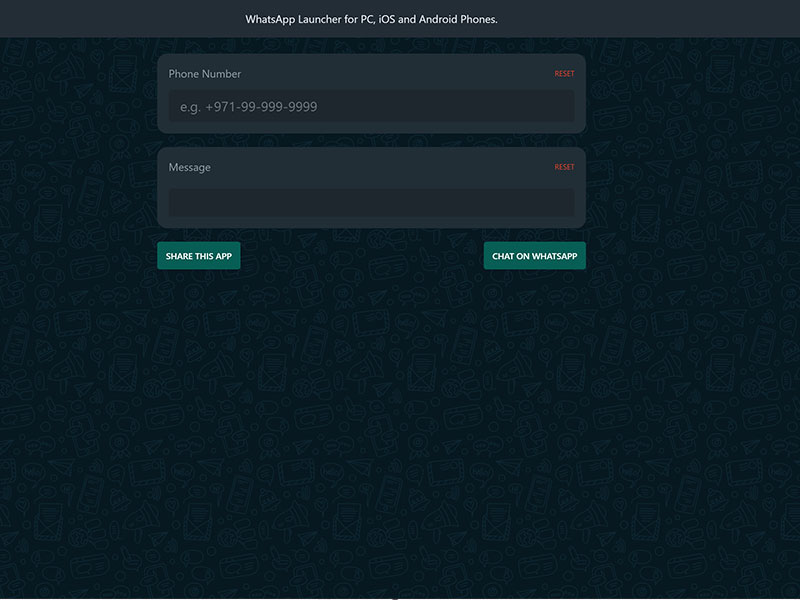 WhatsApp Launcher for PC, iOS and Android Phones.
Phone Number RESET
e.g. +971-99-999-9999
Message RESET
SHARE THIS APP CHAT ON WHATSAPP